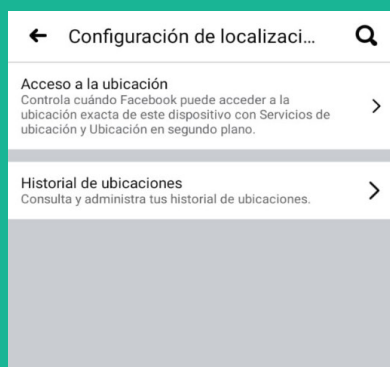 Configuración de localizaci...
Acceso a la ubicación
Controla cuándo Facebook puede acceder a la
ubicación exacta de este dispositivo con Servicios de
ubicación y Ubicación en segundo plano.
Historial de ubicaciones
Consulta y administra tus historial de ubicaciones.